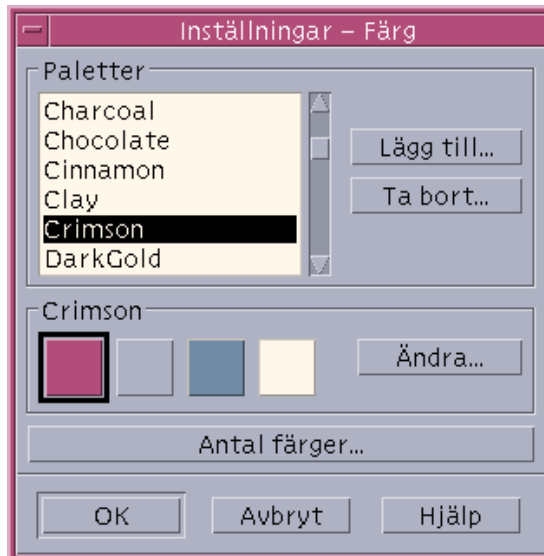 Inställningar – Färg
Paletter
Charcoal
Chocolate
Cinnamon
Clay
Crimson
DarkGold
Lägg till...
Ta bort...
Crimson
Ändra...
Antal färger...
OK
Avbryt
Hjälp